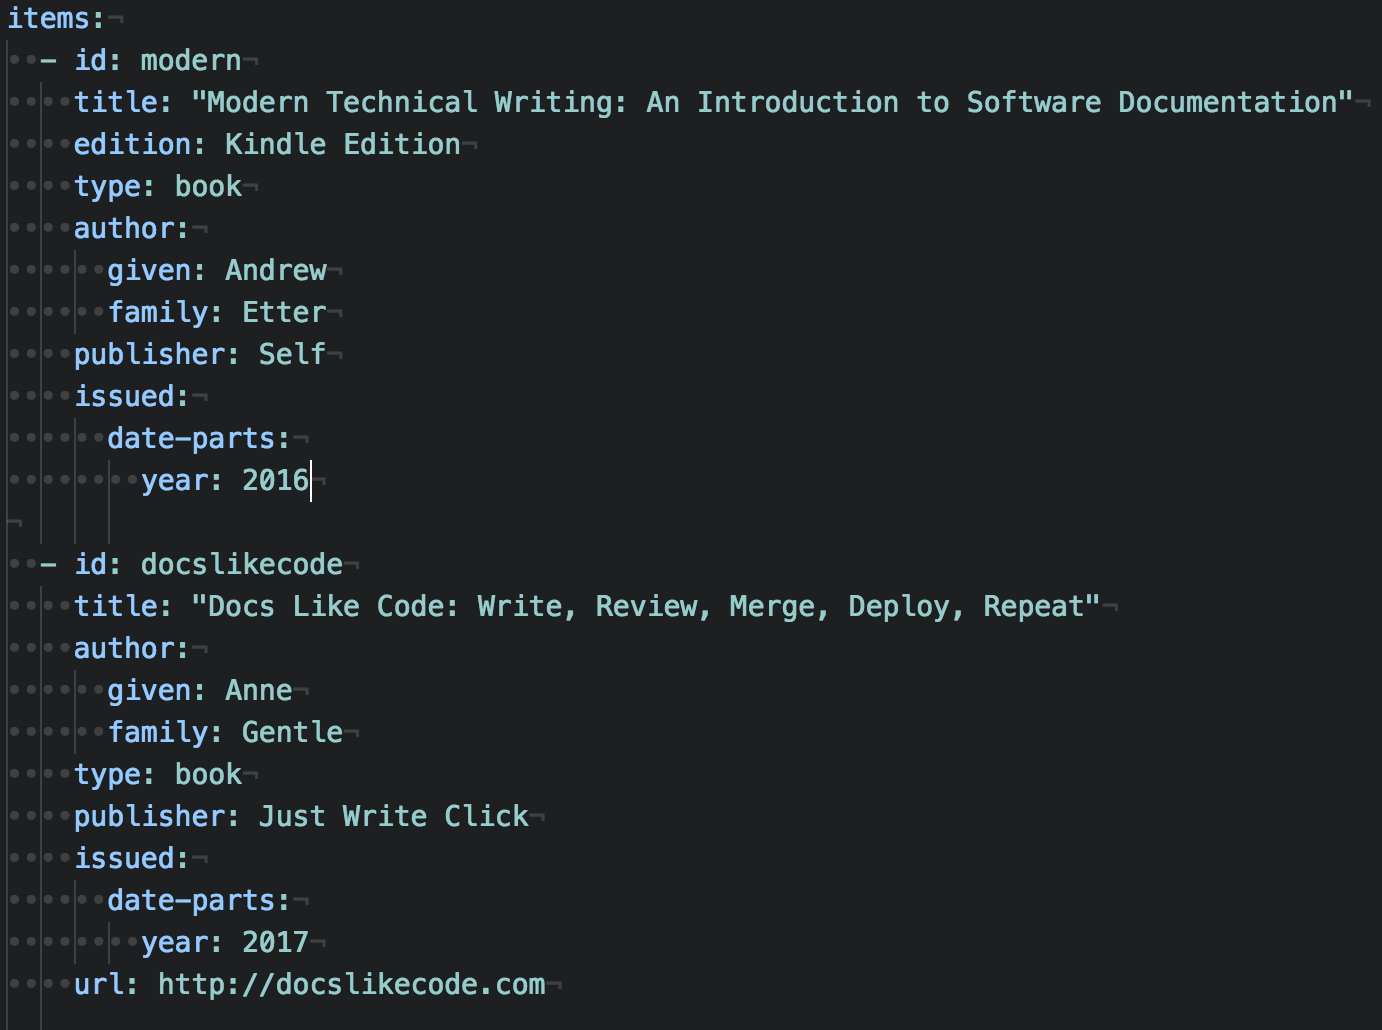 items:
  - id: modern
    title: "Modern Technical Writing: An Introduction to Software Documentation"
    edition: Kindle Edition
    type: book
    author:
      given: Andrew
      family: Etter
    publisher: Self
    issued:
      date-parts:
        year: 2016

  - id: docslikecode
    title: "Docs Like Code: Write, Review, Merge, Deploy, Repeat"
    author:
      given: Anne
      family: Gentle
    type: book
    publisher: Just Write Click
    issued:
      date-parts:
        year: 2017
    url: http://docslikecode.com